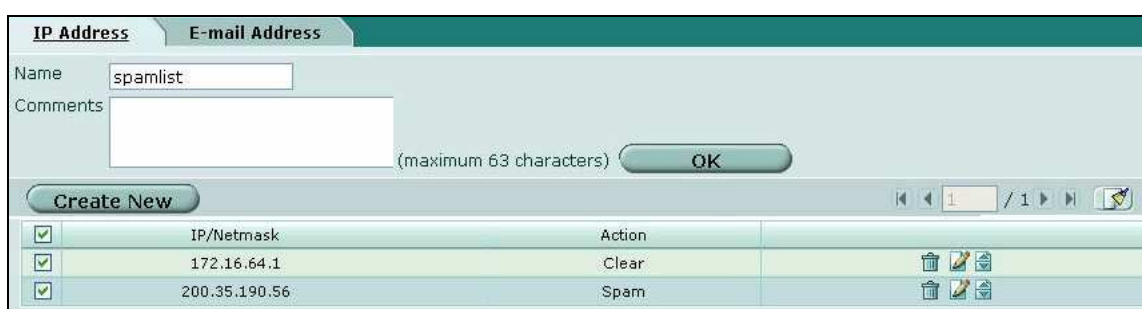 IP Address E-mail Address
Name spamlist
Comments
(maximum 63 characters) OK
Create New 1 / 1
IP/Netmask Action
172.16.64.1 Clear
200.35.190.56 Spam